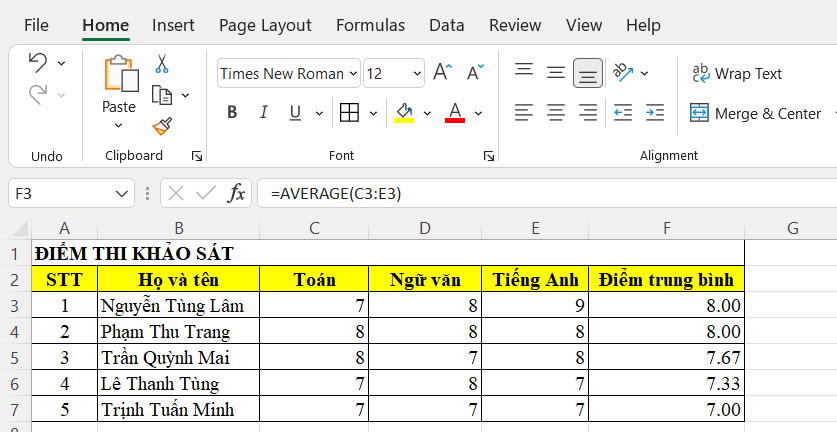 File Home Insert Page Layout Formulas Data Review View Help
Times New Roman 12 A A ab c Wrap Text
Paste B I U A Merge & Center
Undo Clipboard Font Alignment
F3 fx =AVERAGE(C3:E3)
A B C D E F G
1 ĐIỂM THI KHẢO SÁT
2 STT Họ và tên Toán Ngữ văn Tiếng Anh Điểm trung bình
3 1 Nguyễn Tùng Lâm 7 8 9 8.00
4 2 Phạm Thu Trang 8 8 8 8.00
5 3 Trần Quỳnh Mai 8 7 8 7.67
6 4 Lê Thanh Tùng 7 8 7 7.33
7 5 Trịnh Tuấn Minh 7 7 7 7.00